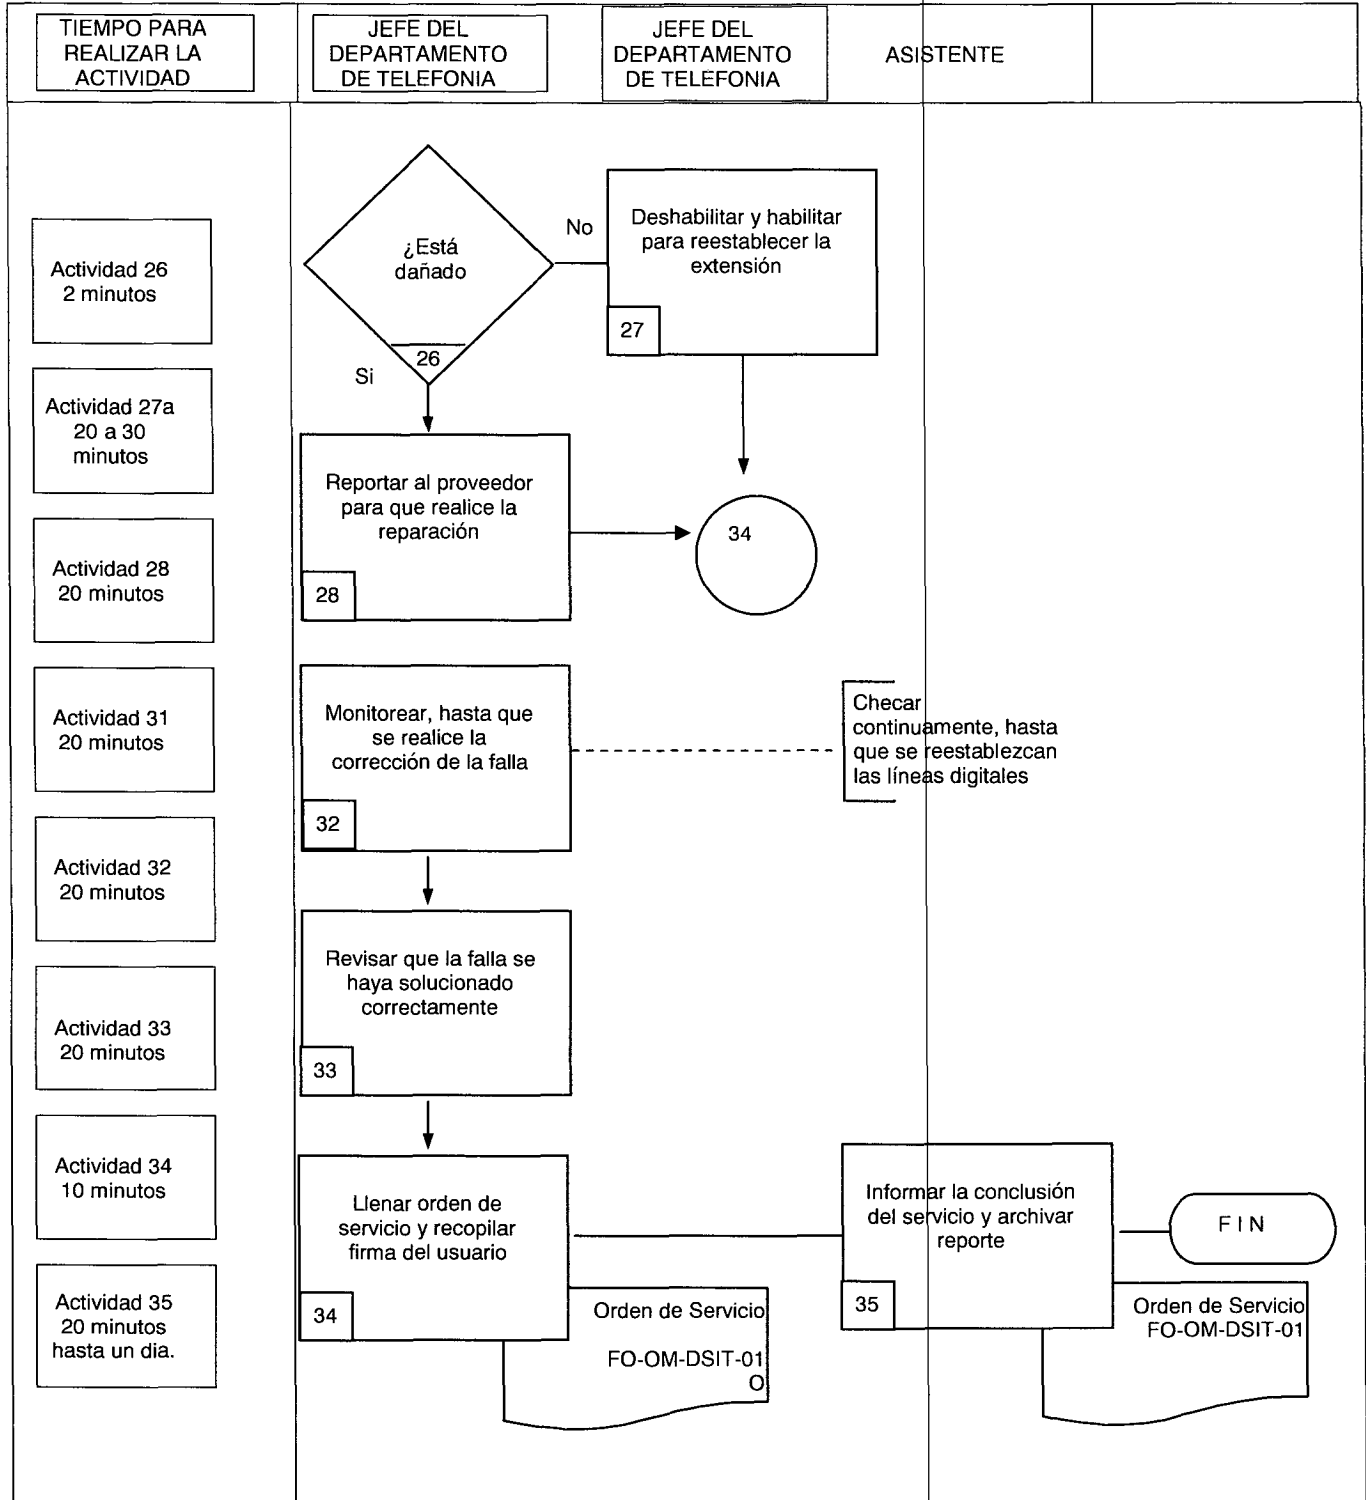 TIEMPO PARA
REALIZAR LA
ACTIVIDAD
JEFE DEL
DEPARTAMENTO
DE TELEFONIA
JEFE DEL
DEPARTAMENTO
DE TELEFONIA
ASISTENTE
Actividad 26
2 minutos
Actividad 27a
20 a 30
minutos
Actividad 28
20 minutos
Actividad 31
20 minutos
Actividad 32
20 minutos
Actividad 33
20 minutos
Actividad 34
10 minutos
Actividad 35
20 minutos
hasta un dia.
¿Está
dañado
26
No
Si
Deshabilitar y habilitar
para reestablecer la
extensión
27
Reportar al proveedor
para que realice la
reparación
28
34
Monitorear, hasta que
se realice la
corrección de la falla
32
Checar
continuamente, hasta
que se reestablezcan
las líneas digitales
Revisar que la falla se
haya solucionado
correctamente
33
Llenar orden de
servicio y recopilar
firma del usuario
34
Orden de Servicio
FO-OM-DSIT-01
O
Informar la conclusión
del servicio y archivar
reporte
35
Orden de Servicio
FO-OM-DSIT-01
F I N